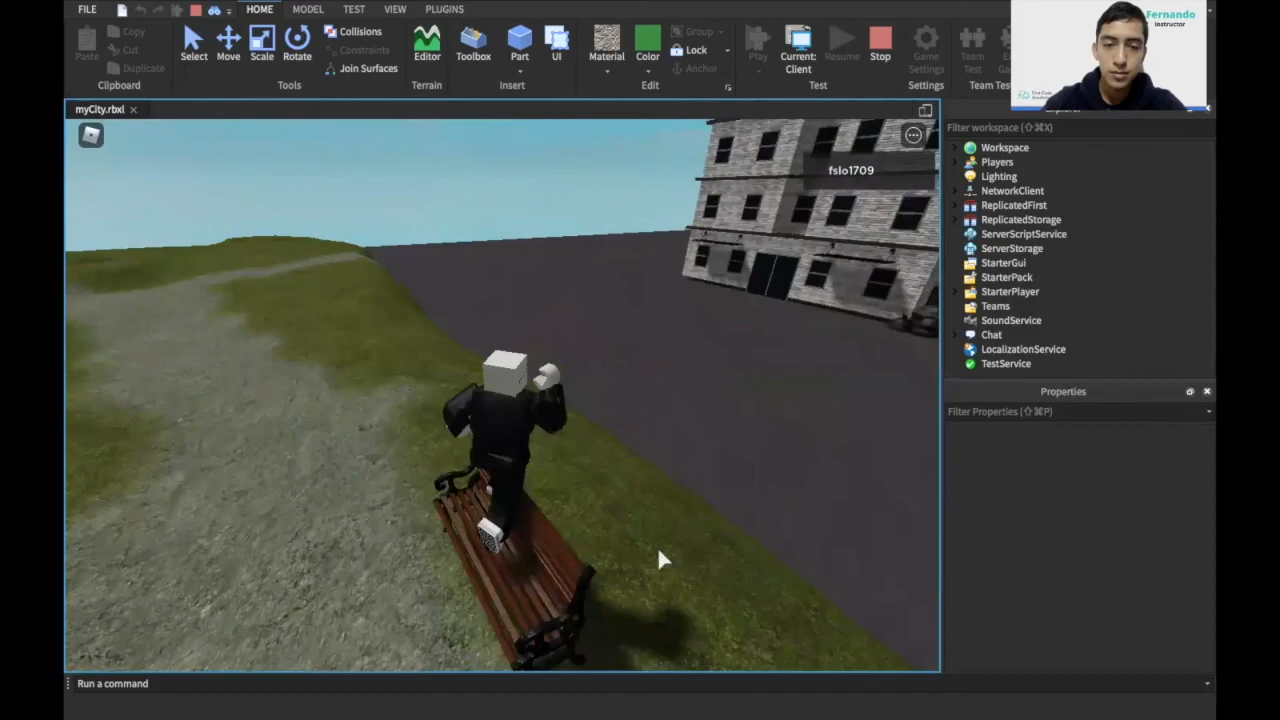 FILE HOME MODEL TEST VIEW PLUGINS
Fernando
Instructor
Paste
Copy
Cut
Duplicate
Clipboard
Select
Move
Scale
Rotate
Collisions
Constraints
Join Surfaces
Tools
Editor
Terrain
Toolbox
Part
UI
Insert
Material
Color
Group
Lock
Anchor
Edit
Play
Current:
Client
Resume
Stop
Test
Game
Settings
Settings
Team
Test
Team Test
myCity.rbxl
fslo1709
Filter workspace (⇧⌘X)
Workspace
Players
Lighting
NetworkClient
ReplicatedFirst
ReplicatedStorage
ServerScriptService
ServerStorage
StarterGui
StarterPack
StarterPlayer
Teams
SoundService
Chat
LocalizationService
TestService
Properties
Filter Properties (⇧⌘P)
Run a command